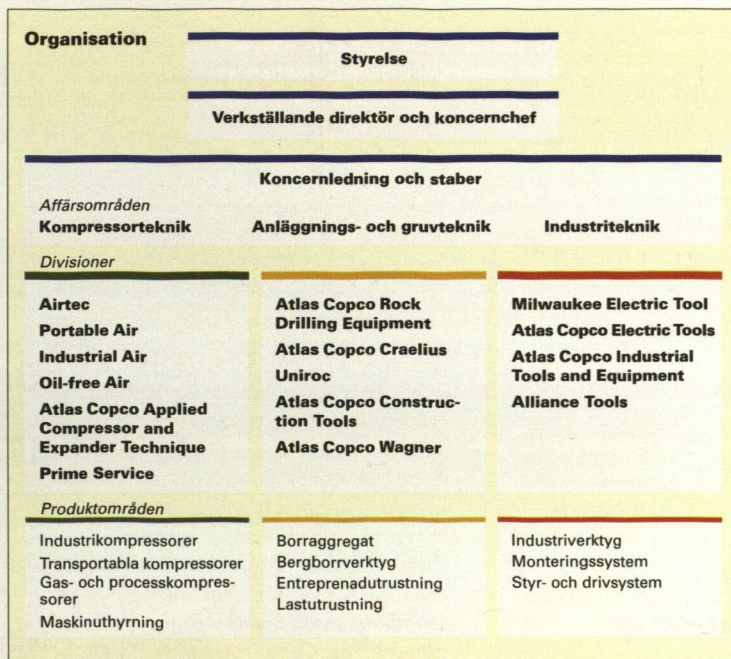 Organisation
Styrelse
Verkställande direktör och koncernchef
Koncernledning och staber
Affärsområden
Kompressorteknik
Anläggnings- och gruvteknik
Industriteknik
Divisioner
Airtec
Portable Air
Industrial Air
Oil-free Air
Atlas Copco Applied
Compressor and
Expander Technique
Prime Service
Atlas Copco Rock
Drilling Equipment
Atlas Copco Craelius
Uniroc
Atlas Copco Construc-
tion Tools
Atlas Copco Wagner
Milwaukee Electric Tool
Atlas Copco Electric Tools
Atlas Copco Industrial
Tools and Equipment
Alliance Tools
Produktområden
Industrikompressorer
Transportabla kompressorer
Gas- och processkompres-
sorer
Maskinuthyrning
Borraggregat
Bergborrverktyg
Entreprenadutrustning
Lastutrustning
Industriverktyg
Monteringssystem
Styr- och drivsystem